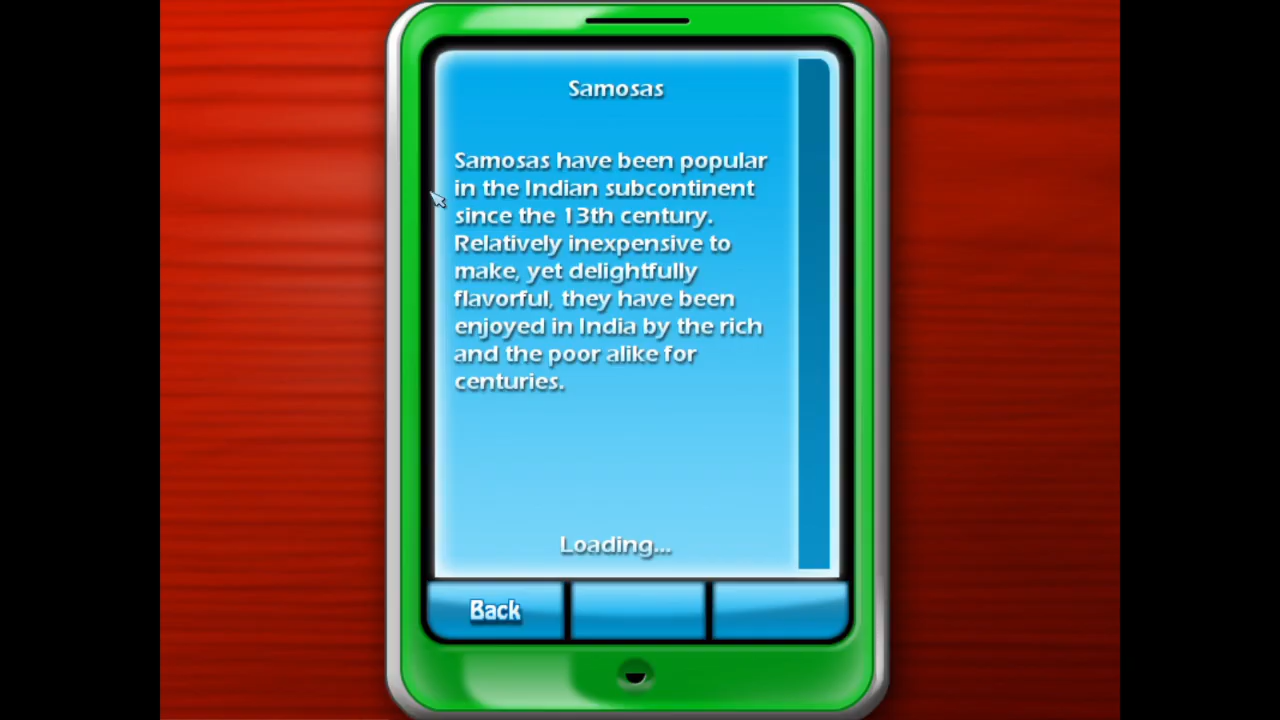 Samosas
Samosas have been popular
in the Indian subcontinent
since the 13th century.
Relatively inexpensive to
make, yet delightfully
flavorful, they have been
enjoyed in India by the rich
and the poor alike for
centuries.
Loading...
Back